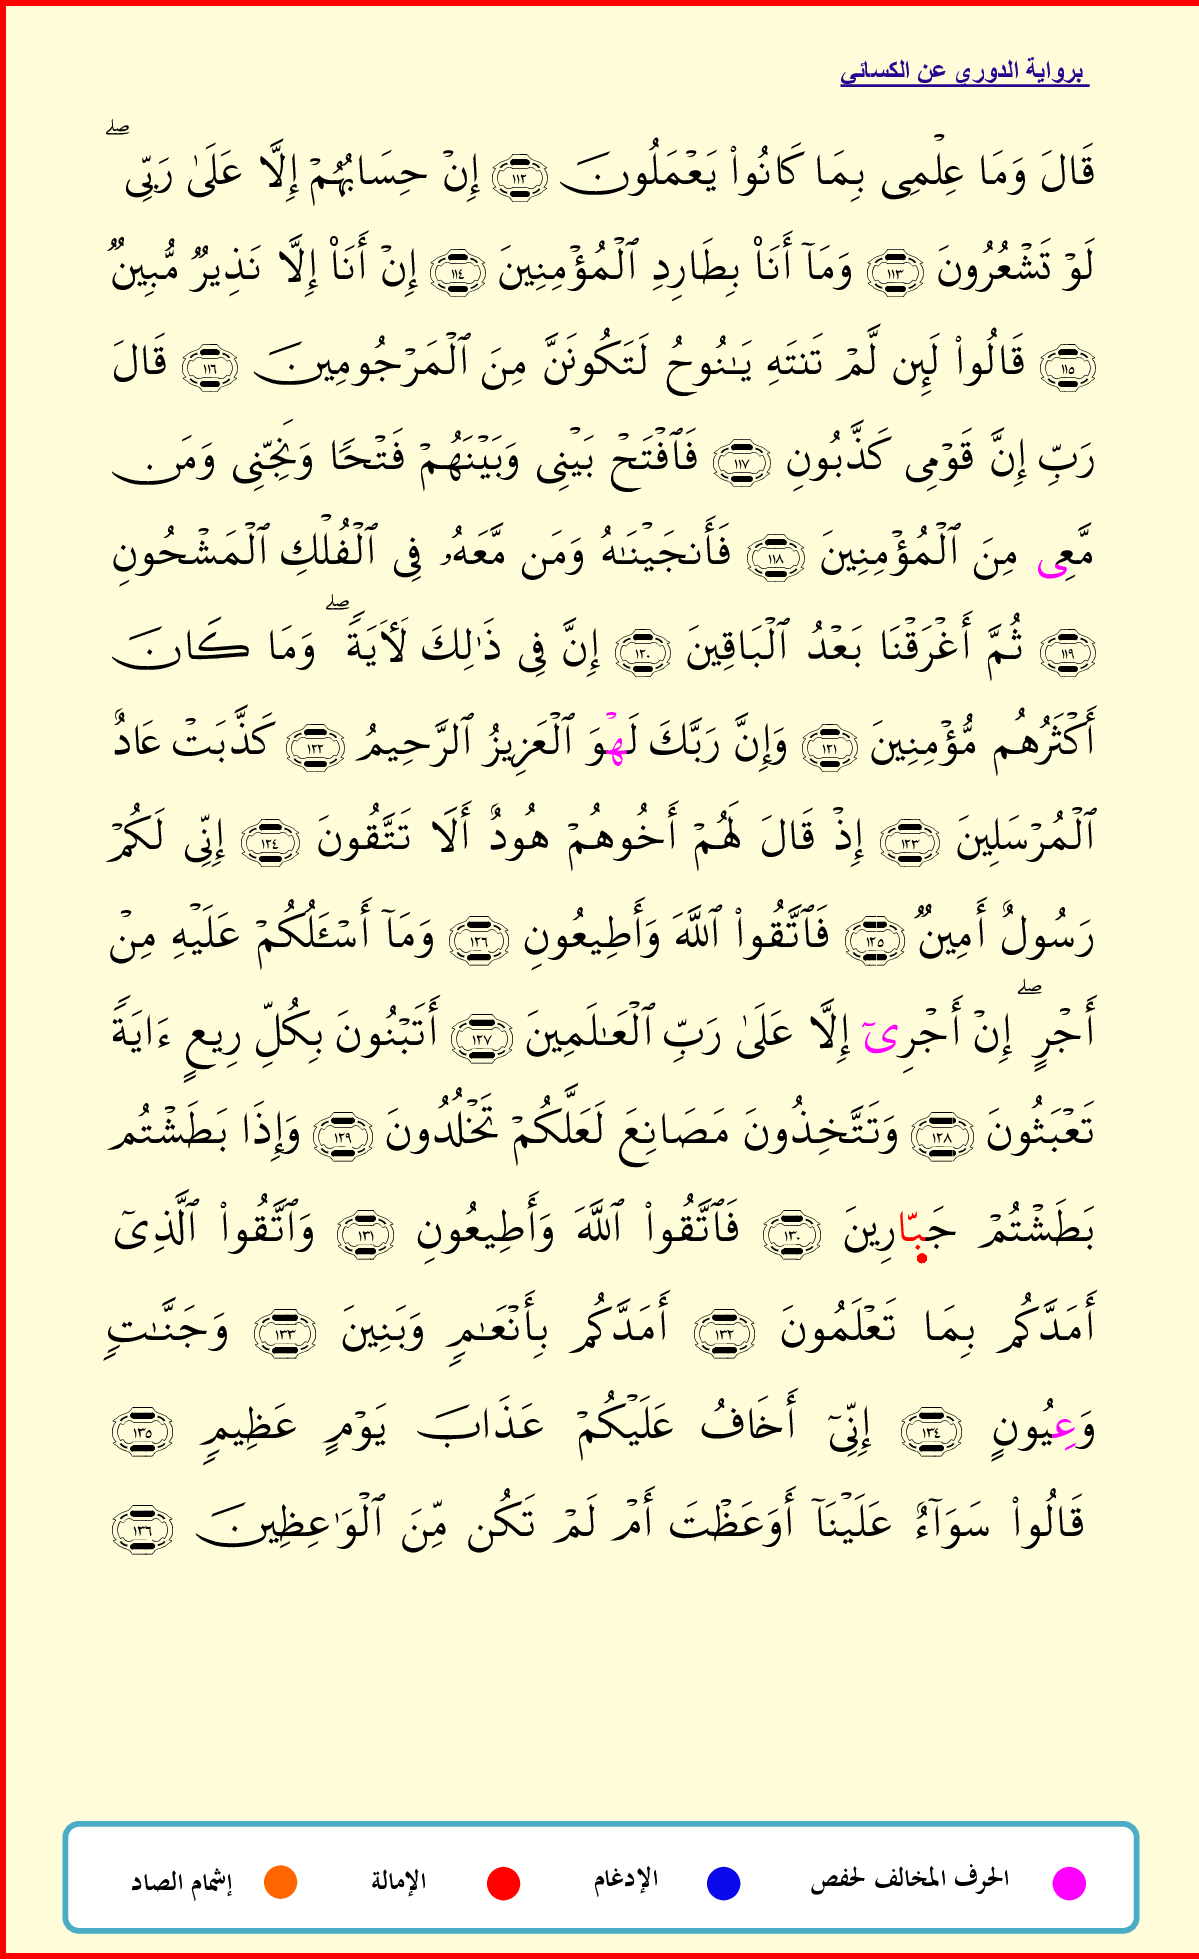 برواية الدوري عن الكسائي
قَالَ وَمَا عِلْمِى بِمَا كَانُوا۟ يَعْمَلُونَ ١١٢ إِنْ حِسَابُهُمْ إِلَّا عَلَىٰ رَبِّى ۖ
لَوْ تَشْعُرُونَ ١١٣ وَمَآ أَنَا۠ بِطَارِدِ ٱلْمُؤْمِنِينَ ١١٤ إِنْ أَنَا۠ إِلَّا نَذِيرٌ مُّبِينٌ
١١٥ قَالُوا۟ لَئِن لَّمْ تَنتَهِ يَـٰنُوحُ لَتَكُونَنَّ مِنَ ٱلْمَرْجُومِينَ ١١٦ قَالَ
رَبِّ إِنَّ قَوْمِى كَذَّبُونِ ١١٧ فَٱفْتَحْ بَيْنِى وَبَيْنَهُمْ فَتْحًا وَنَجِّنِى وَمَن
مَّعِى مِنَ ٱلْمُؤْمِنِينَ ١١٨ فَأَنجَيْنَـٰهُ وَمَن مَّعَهُۥ فِى ٱلْفُلْكِ ٱلْمَشْحُونِ
١١٩ ثُمَّ أَغْرَقْنَا بَعْدُ ٱلْبَاقِينَ ١٢٠ إِنَّ فِى ذَٰلِكَ لَـَٔايَةً ۖ وَمَا كَانَ
أَكْثَرُهُم مُّؤْمِنِينَ ١٢١ وَإِنَّ رَبَّكَ لَهْوَ ٱلْعَزِيزُ ٱلرَّحِيمُ ١٢٢ كَذَّبَتْ عَادٌ
ٱلْمُرْسَلِينَ ١٢٣ إِذْ قَالَ لَهُمْ أَخُوهُمْ هُودٌ أَلَا تَتَّقُونَ ١٢٤ إِنِّى لَكُمْ
رَسُولٌ أَمِينٌ ١٢٥ فَٱتَّقُوا۟ ٱللَّهَ وَأَطِيعُونِ ١٢٦ وَمَآ أَسْـَٔلُكُمْ عَلَيْهِ مِنْ
أَجْرٍ ۖ إِنْ أَجْرِىٓ إِلَّا عَلَىٰ رَبِّ ٱلْعَـٰلَمِينَ ١٢٧ أَتَبْنُونَ بِكُلِّ رِيعٍ ءَايَةً
تَعْبَثُونَ ١٢٨ وَتَتَّخِذُونَ مَصَانِعَ لَعَلَّكُمْ تَخْلُدُونَ ١٢٩ وَإِذَا بَطَشْتُم
بَطَشْتُمْ جَبّارِينَ ١٣٠ فَٱتَّقُوا۟ ٱللَّهَ وَأَطِيعُونِ ١٣١ وَٱتَّقُوا۟ ٱلَّذِىٓ
أَمَدَّكُم بِمَا تَعْلَمُونَ ١٣٢ أَمَدَّكُم بِأَنْعَـٰمٍ وَبَنِينَ ١٣٣ وَجَنَّـٰتٍ
وَعِيُونٍ ١٣٤ إِنِّىٓ أَخَافُ عَلَيْكُمْ عَذَابَ يَوْمٍ عَظِيمٍ ١٣٥
قَالُوا۟ سَوَآءٌ عَلَيْنَآ أَوَعَظْتَ أَمْ لَمْ تَكُن مِّنَ ٱلْوَٰعِظِينَ ١٣٦
الحرف المخالف لحفص الإدغام الإمالة إشمام الصاد